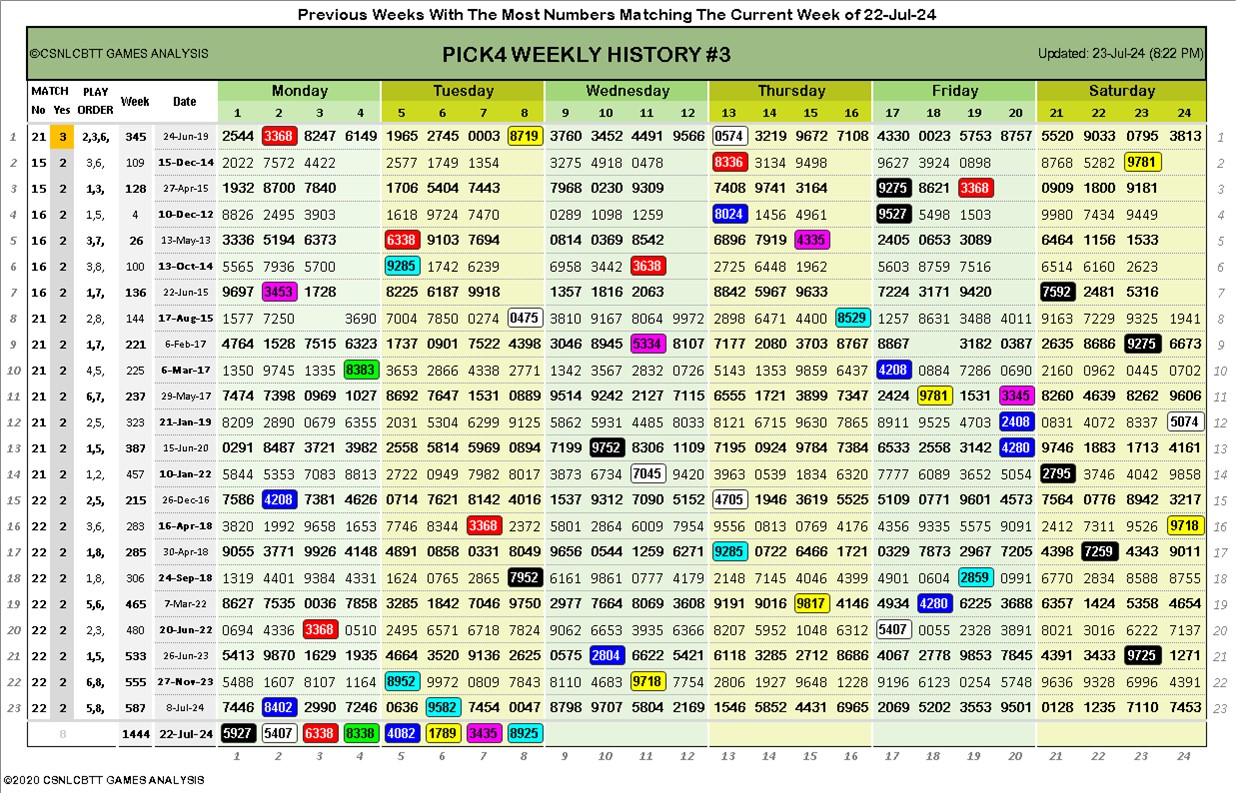 Previous Weeks With The Most Numbers Matching The Current Week of 22-Jul-24
©CSNLCBTT GAMES ANALYSIS PICK4 WEEKLY HISTORY #3 Updated: 23-Jul-24 (8:22 PM)
MATCH PLAY Week Date Monday Tuesday Wednesday Thursday Friday Saturday
No Yes ORDER 1 2 3 4 5 6 7 8 9 10 11 12 13 14 15 16 17 18 19 20 21 22 23 24
1 21 3 2,3,6, 345 24-Jun-19 2544 3368 8247 6149 1965 2745 0003 8719 3760 3452 4491 9566 0574 3219 9672 7108 4330 0023 5753 8757 5520 9033 0795 3813 1
2 15 2 3,6, 109 15-Dec-14 2022 7572 4422 2577 1749 1354 3275 4918 0478 8336 3134 9498 9627 3924 0898 8768 5282 9781 2
3 15 2 1,3, 128 27-Apr-15 1932 8700 7840 1706 5404 7443 7968 0230 9309 7408 9741 3164 9275 8621 3368 0909 1800 9181 3
4 16 2 1,5, 4 10-Dec-12 8826 2495 3903 1618 9724 7470 0289 1098 1259 8024 1456 4961 9527 5498 1503 9980 7434 9449 4
5 16 2 3,7, 26 13-May-13 3336 5194 6373 6338 9103 7694 0814 0369 8542 6896 7919 4335 2405 0653 3089 6464 1156 1533 5
6 16 2 3,8, 100 13-Oct-14 5565 7936 5700 9285 1742 6239 6958 3442 3638 2725 6448 1962 5603 8759 7516 6514 6160 2623 6
7 16 2 1,7, 136 22-Jun-15 9697 3453 1728 8225 6187 9918 1357 1816 2063 8842 5967 9633 7224 3171 9420 7592 2481 5316 7
8 21 2 2,8, 144 17-Aug-15 1577 7250 3690 7004 7850 0274 0475 3810 9167 8064 9972 2898 6471 4400 8529 1257 8631 3488 4011 9163 7229 9325 1941 8
9 21 2 1,7, 221 6-Feb-17 4764 1528 7515 6323 1737 0901 7522 4398 3046 8945 5334 8107 7177 2080 3703 8767 8867 3182 0387 2635 8686 9275 6673 9
10 21 2 4,5, 225 6-Mar-17 1350 9745 1335 8383 3653 2866 4338 2771 1342 3567 2832 0726 5143 1353 9859 6437 4208 0884 7286 0690 2160 0962 0445 0702 10
11 21 2 6,7, 237 29-May-17 7474 7398 0969 1027 8692 7647 1531 0889 9514 9242 2127 7115 6555 1721 3899 7347 2424 9781 1531 3345 8260 4639 8262 9606 11
12 21 2 2,5, 323 21-Jan-19 8209 2890 0679 6355 2031 5304 6299 9125 5862 5931 4485 8033 8121 6715 9630 7865 8911 9525 4703 2408 0831 4072 8337 5074 12
13 21 2 1,5, 387 15-Jun-20 0291 8487 3721 3982 2558 5814 5969 0894 7199 9752 8306 1109 7195 0924 9784 7384 6533 2558 3142 4280 9746 1883 1713 4161 13
14 21 2 1,2, 457 10-Jan-22 5844 5353 7083 8813 2722 0949 7982 8017 3873 6734 7045 9420 3963 0539 1834 6320 7777 6089 3652 5054 2795 3746 4042 9858 14
15 22 2 2,5, 215 26-Dec-16 7586 4208 7381 4626 0714 7621 8142 4016 1537 9312 7090 5152 4705 1946 3619 5525 5109 0771 9601 4573 7564 0776 8942 3217 15
16 22 2 3,6, 283 16-Apr-18 3820 1992 9658 1653 7746 8344 3368 2372 5801 2864 6009 7954 9556 0813 0769 4176 4356 9335 5575 9091 2412 7311 9526 9718 16
17 22 2 1,8, 285 30-Apr-18 9055 3771 9926 4148 4891 0858 0331 8049 9656 0544 1259 6271 9285 0722 6466 1721 0329 7873 2967 7205 4398 7259 4343 9011 17
18 22 2 1,8, 306 24-Sep-18 1319 4401 9384 4331 1624 0765 2865 7952 6161 9861 0777 4179 2148 7145 4046 4399 4901 0604 2859 0991 6770 2834 8588 8755 18
19 22 2 5,6, 465 7-Mar-22 8627 7535 0036 7858 3285 1842 7046 9750 2977 7664 8069 3608 9191 9016 9817 4146 4934 4280 6225 3688 6357 1424 5358 4654 19
20 22 2 2,3, 480 20-Jun-22 0694 4336 3368 0510 2495 6571 6718 7824 9062 6653 3935 6366 8207 5952 1048 6312 5407 0055 2328 3891 8021 3016 6222 7137 20
21 22 2 1,5, 533 26-Jun-23 5413 9870 1629 1935 4664 3520 9136 2625 0575 2804 6622 5421 6118 3285 2712 8686 4067 2778 9853 7845 4391 3433 9725 1271 21
22 22 2 6,8, 555 27-Nov-23 5488 1607 8107 1164 8952 9972 0809 7843 8110 4683 9718 7754 2806 1927 9648 1228 9196 6123 0254 5748 9636 9328 6996 4391 22
23 22 2 5,8, 587 8-Jul-24 7446 8402 2990 7246 0636 9582 7454 0047 8798 9707 5804 2169 1546 5852 4431 6965 2069 5202 3553 9501 0128 1235 7110 7453 23
8 1444 22-Jul-24 5927 5407 6338 8338 4082 1789 3435 8925
1 2 3 4 5 6 7 8 9 10 11 12 13 14 15 16 17 18 19 20 21 22 23 24
©2020 CSNLCBTT GAMES ANALYSIS